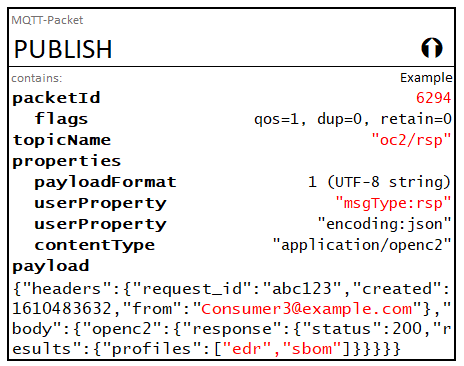 MQTT-Packet
PUBLISH
contains: Example
packetId 6294
flags qos=1, dup=0, retain=0
topicName "oc2/rsp"
properties
payloadFormat 1 (UTF-8 string)
userProperty "msgType:rsp"
userProperty "encoding:json"
contentType "application/openc2"
payload
{"headers":{"request_id":"abc123","created":
1610483632,"from":"Consumer3@example.com"},"
body":{"openc2":{"response":{"status":200,"r
esults":{"profiles":["edr","sbom"]}}}}}}